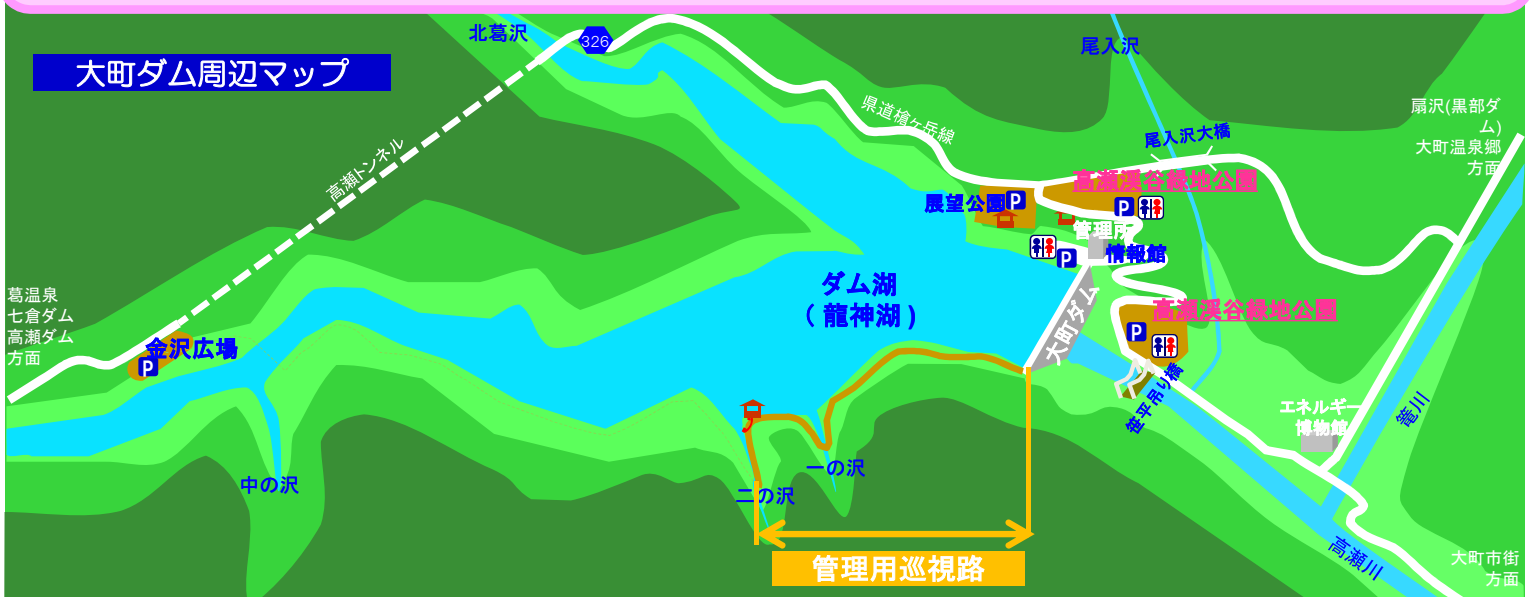 大町ダム周辺マップ
北葛沢
326
尾入沢
県道槍ヶ岳線
扇沢(黒部ダ
ム)
大町温泉郷
方面
尾入沢大橋
高瀬トンネル
高瀬渓谷緑地公園
展望公園
P
P
管理所
P
情報館
ダム湖
( 龍神湖 )
大町ダム
高瀬渓谷緑地公園
P
葛温泉
七倉ダム
高瀬ダム
方面
金沢広場
P
笹平吊り橋
エネルギー
博物館
篭川
中の沢
一の沢
二の沢
管理用巡視路
高瀬川
大町市街
方面